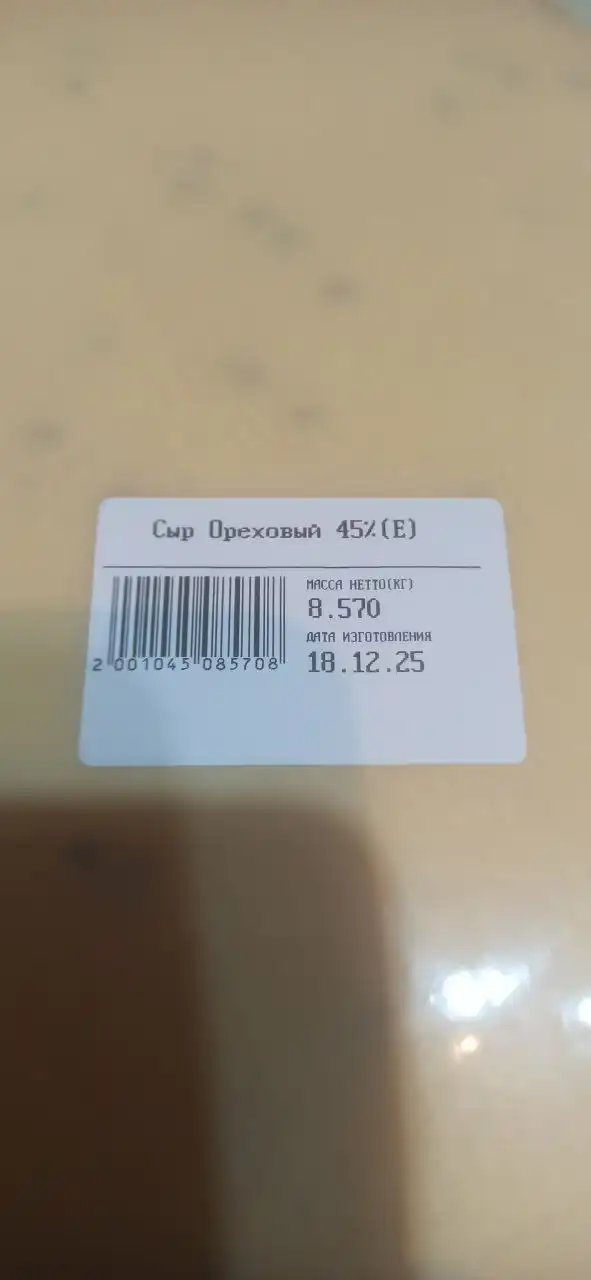 Сыр Ореховый 45%(Е)
МАССА НЕТТО(КГ)
8.570
ДАТА ИЗГОТОВЛЕНИЯ
18.12.25
2 001045 085708